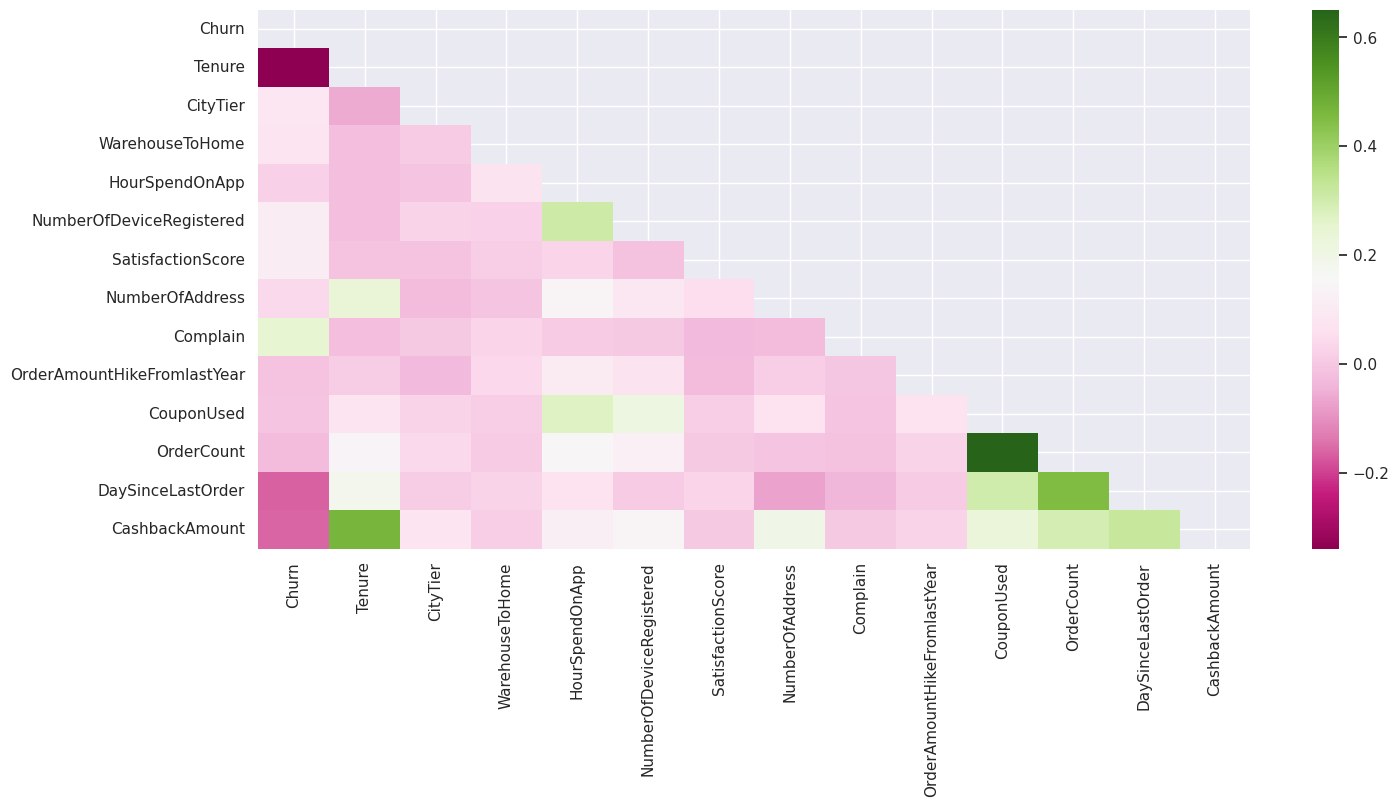 Churn
Tenure
CityTier
WarehouseToHome
HourSpendOnApp
NumberOfDeviceRegistered
SatisfactionScore
NumberOfAddress
Complain
OrderAmountHikeFromlastYear
CouponUsed
OrderCount
DaySinceLastOrder
CashbackAmount
Churn
Tenure
CityTier
WarehouseToHome
HourSpendOnApp
NumberOfDeviceRegistered
SatisfactionScore
NumberOfAddress
Complain
OrderAmountHikeFromlastYear
CouponUsed
OrderCount
DaySinceLastOrder
CashbackAmount
0.6
0.4
0.2
0.0
−0.2